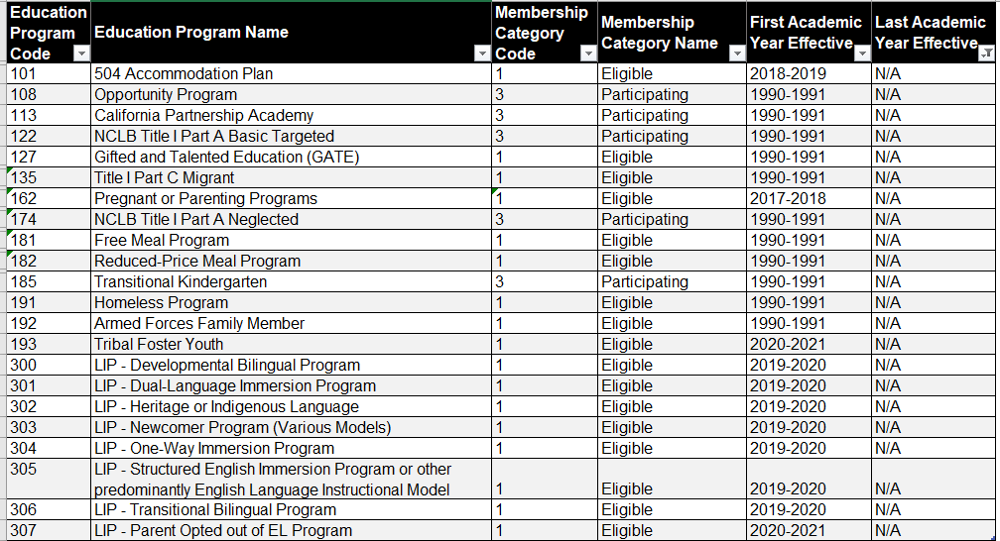 Education Program Code | Education Program Name | Membership Category Code | Membership Category Name | First Academic Year Effective | Last Academic Year Effective
101 | 504 Accommodation Plan | 1 | Eligible | 2018-2019 | N/A
108 | Opportunity Program | 3 | Participating | 1990-1991 | N/A
113 | California Partnership Academy | 3 | Participating | 1990-1991 | N/A
122 | NCLB Title I Part A Basic Targeted | 3 | Participating | 1990-1991 | N/A
127 | Gifted and Talented Education (GATE) | 1 | Eligible | 1990-1991 | N/A
135 | Title I Part C Migrant | 1 | Eligible | 1990-1991 | N/A
162 | Pregnant or Parenting Programs | 1 | Eligible | 2017-2018 | N/A
174 | NCLB Title I Part A Neglected | 3 | Participating | 1990-1991 | N/A
181 | Free Meal Program | 1 | Eligible | 1990-1991 | N/A
182 | Reduced-Price Meal Program | 1 | Eligible | 1990-1991 | N/A
185 | Transitional Kindergarten | 3 | Participating | 1990-1991 | N/A
191 | Homeless Program | 1 | Eligible | 1990-1991 | N/A
192 | Armed Forces Family Member | 1 | Eligible | 1990-1991 | N/A
193 | Tribal Foster Youth | 1 | Eligible | 2020-2021 | N/A
300 | LIP - Developmental Bilingual Program | 1 | Eligible | 2019-2020 | N/A
301 | LIP - Dual-Language Immersion Program | 1 | Eligible | 2019-2020 | N/A
302 | LIP - Heritage or Indigenous Language | 1 | Eligible | 2019-2020 | N/A
303 | LIP - Newcomer Program (Various Models) | 1 | Eligible | 2019-2020 | N/A
304 | LIP - One-Way Immersion Program | 1 | Eligible | 2019-2020 | N/A
305 | LIP - Structured English Immersion Program or other
predominantly English Language Instructional Model | 1 | Eligible | 2019-2020 | N/A
306 | LIP - Transitional Bilingual Program | 1 | Eligible | 2019-2020 | N/A
307 | LIP - Parent Opted out of EL Program | 1 | Eligible | 2020-2021 | N/A